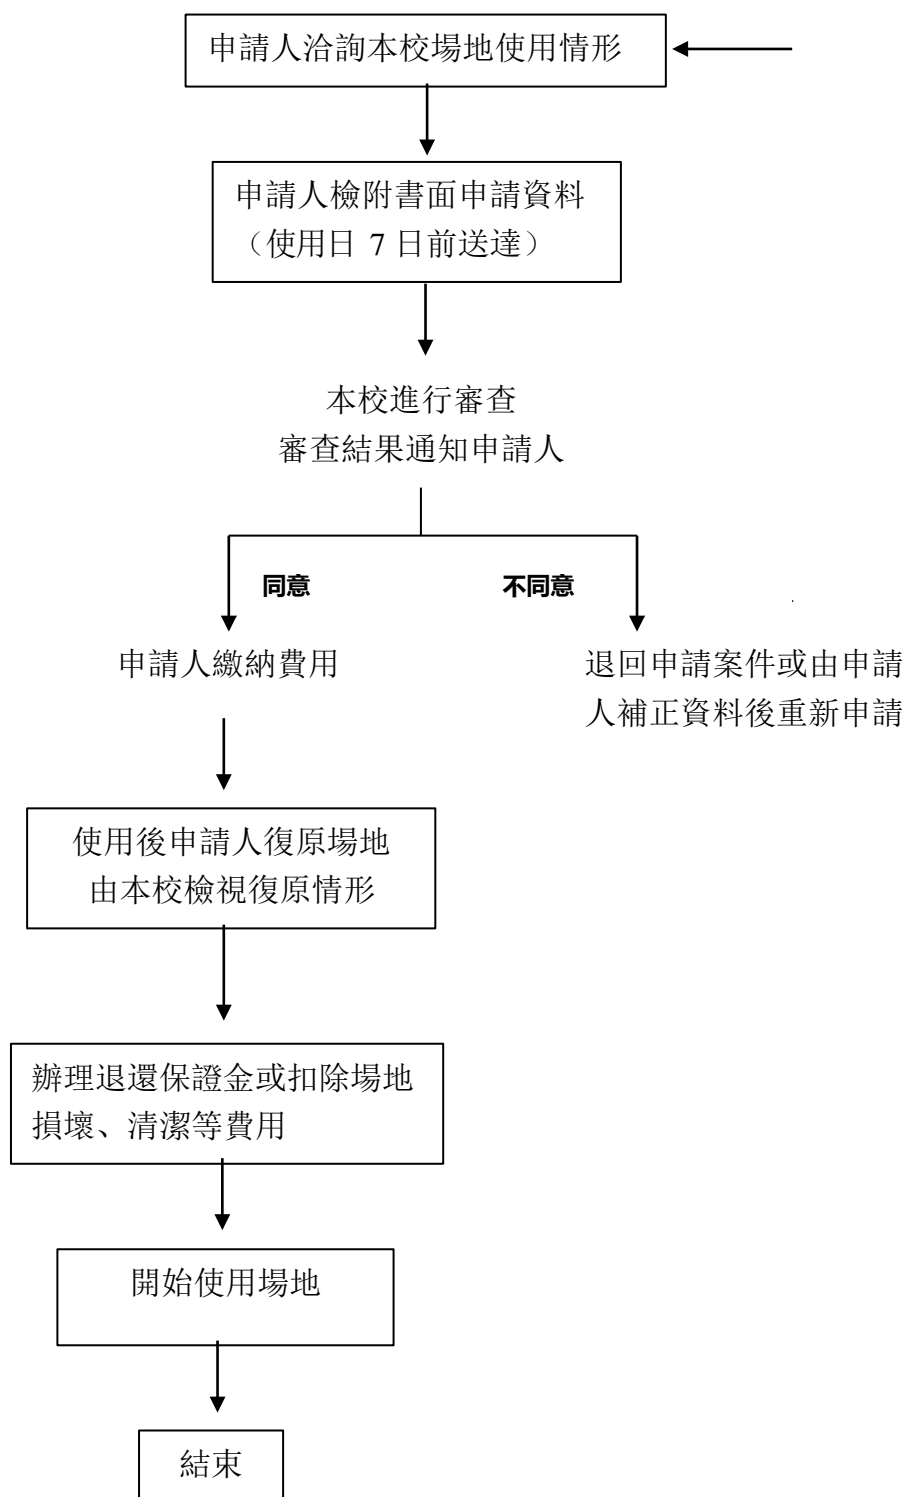 申請人洽詢本校場地使用情形
申請人檢附書面申請資料
（使用日 7 日前送達）
本校進行審查
審查結果通知申請人
同意
不同意
申請人繳納費用
退回申請案件或由申請
人補正資料後重新申請
使用後申請人復原場地
由本校檢視復原情形
辦理退還保證金或扣除場地
損壞、清潔等費用
開始使用場地
結束